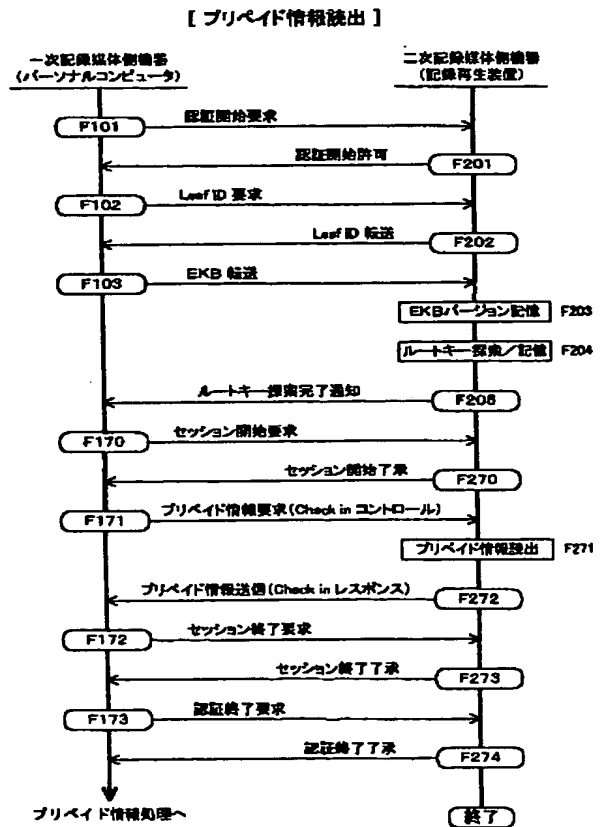 [ プリペイド情報読出 ]
一次記録媒体側機器
(パーソナルコンピュータ)
二次記録媒体側機器
(記録再生装置)
F101
認証開始要求
認証開始許可
F201
F102
Leaf ID 要求
Leaf ID 転送
F202
F103
EKB 転送
EKBバージョン記憶
F203
ルートキー探索/記憶
F204
ルートキー探索完了通知
F205
F170
セッション開始要求
セッション開始了承
F270
F171
プリペイド情報要求(Check in コントロール)
プリペイド情報読出
F271
プリペイド情報送信(Check in レスポンス)
F272
F172
セッション終了要求
セッション終了了承
F273
F173
認証終了要求
認証終了了承
F274
プリペイド情報処理へ
終了